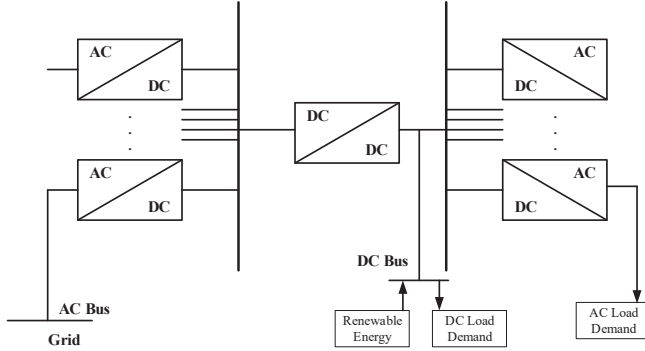 AC
DC
AC
DC
DC
DC
AC
DC
AC
DC
DC Bus
AC Bus
Grid
Renewable
Energy
DC Load
Demand
AC Load
Demand